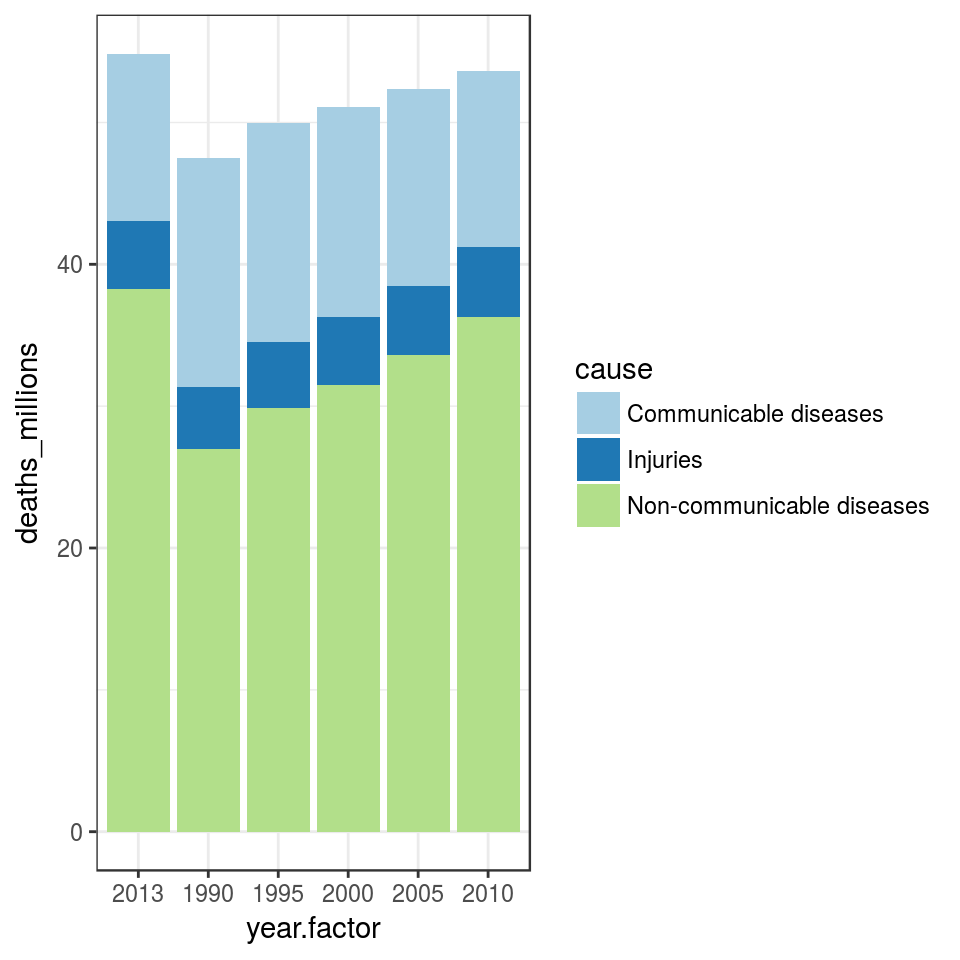 deaths_millions
40
20
0
2013 1990 1995 2000 2005 2010
year.factor
cause
Communicable diseases
Injuries
Non-communicable diseases